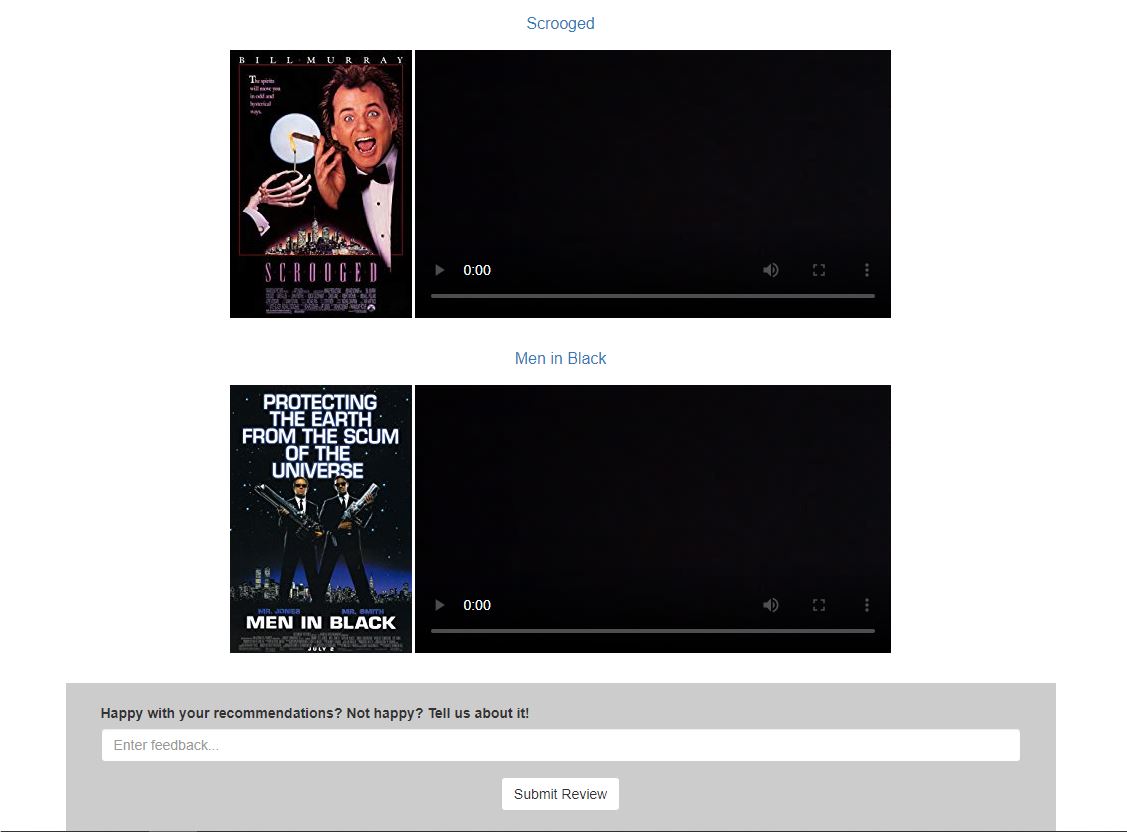 Scrooged
BILL MURRAY
The spirits
will move you
in odd and
hysterical
ways.
0:00
SCROOGED
Men in Black
PROTECTING
THE EARTH
FROM THE SCUM
OF THE
UNIVERSE
0:00
MR. JONES MR. SMITH
MEN IN BLACK
JULY 2
Happy with your recommendations? Not happy? Tell us about it!
Enter feedback...
Submit Review